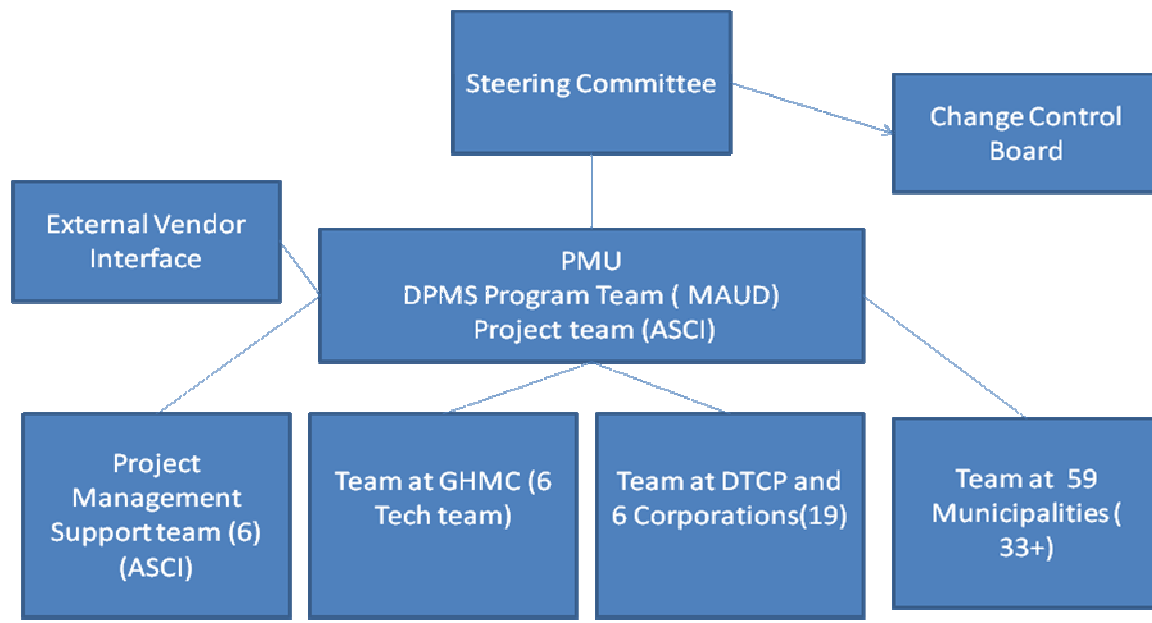 Steering Committee
Change Control
Board
External Vendor
Interface
PMU
DPMS Program Team ( MAUD)
Project team (ASCI)
Project
Management
Support team (6)
(ASCI)
Team at GHMC (6
Tech team)
Team at DTCP and
6 Corporations(19)
Team at  59
Municipalities (
33+)